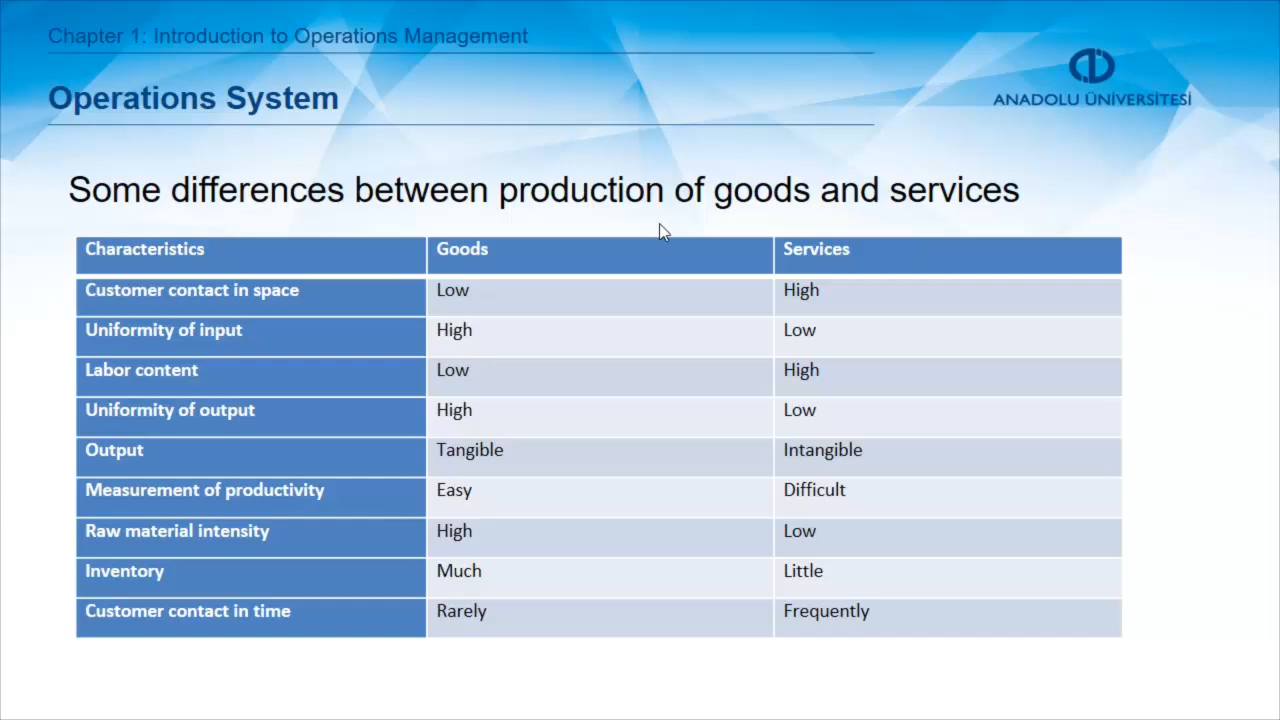 Chapter 1: Introduction to Operations Management
ANADOLU ÜNİVERSİTESİ
Operations System
Some differences between production of goods and services
Characteristics Goods Services
Customer contact in space Low High
Uniformity of input High Low
Labor content Low High
Uniformity of output High Low
Output Tangible Intangible
Measurement of productivity Easy Difficult
Raw material intensity High Low
Inventory Much Little
Customer contact in time Rarely Frequently